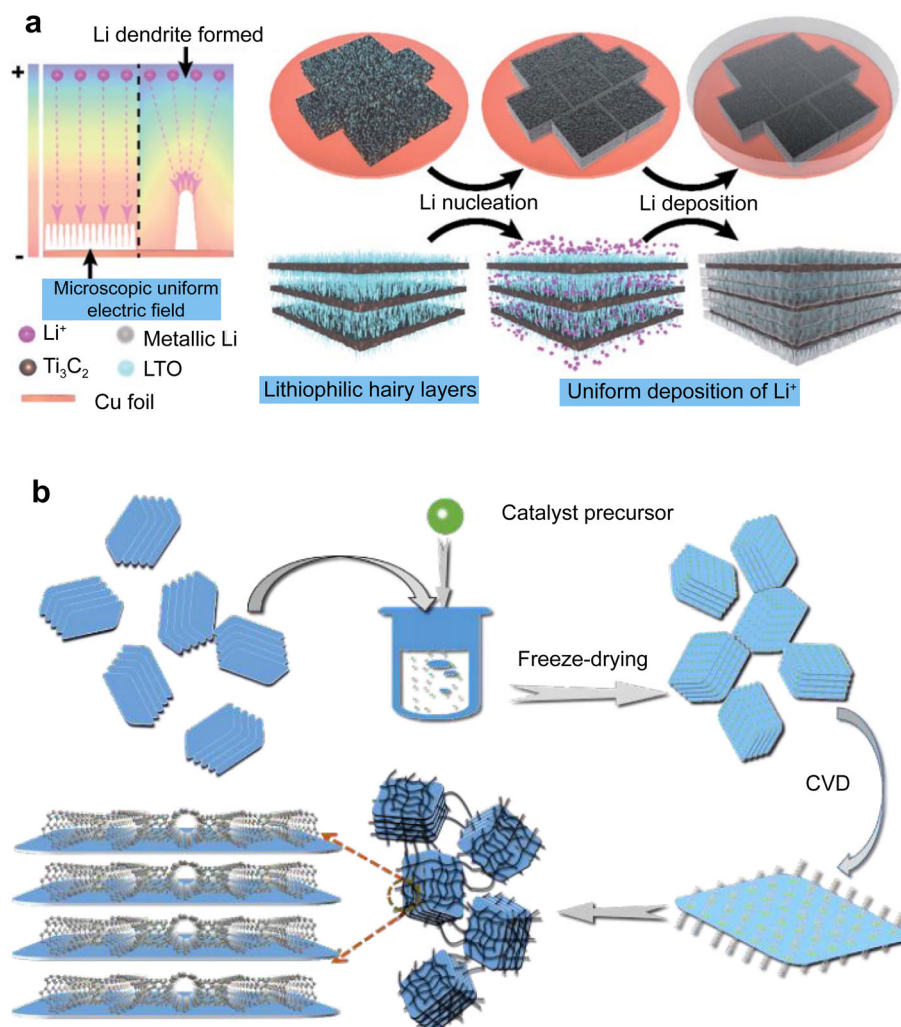 a
Li dendrite formed
+
-
Microscopic uniform
electric field
Li⁺
Metallic Li
Ti₃C₂
LTO
Cu foil
Li nucleation
Li deposition
Lithiophilic hairy layers
Uniform deposition of Li⁺
b
Catalyst precursor
Freeze-drying
CVD